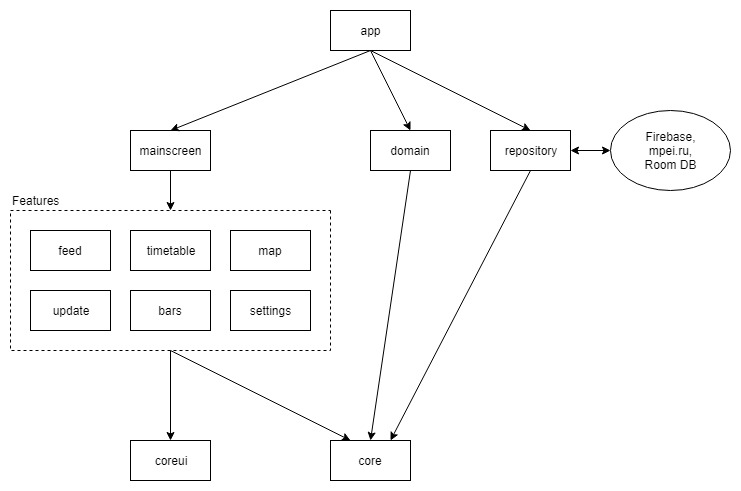 app
mainscreen
domain
repository
Firebase,
mpei.ru,
Room DB
Features
feed
timetable
map
update
bars
settings
coreui
core